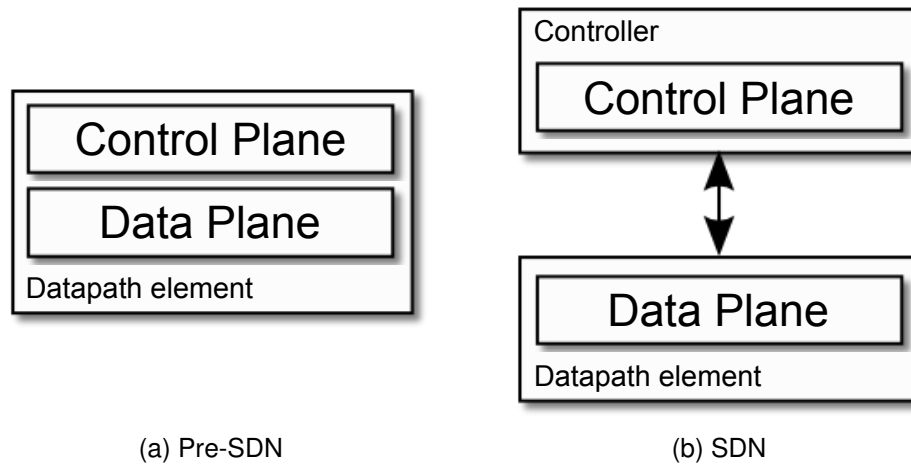 Control Plane
Data Plane
Datapath element
(a) Pre-SDN
Controller
Control Plane
Data Plane
Datapath element
(b) SDN